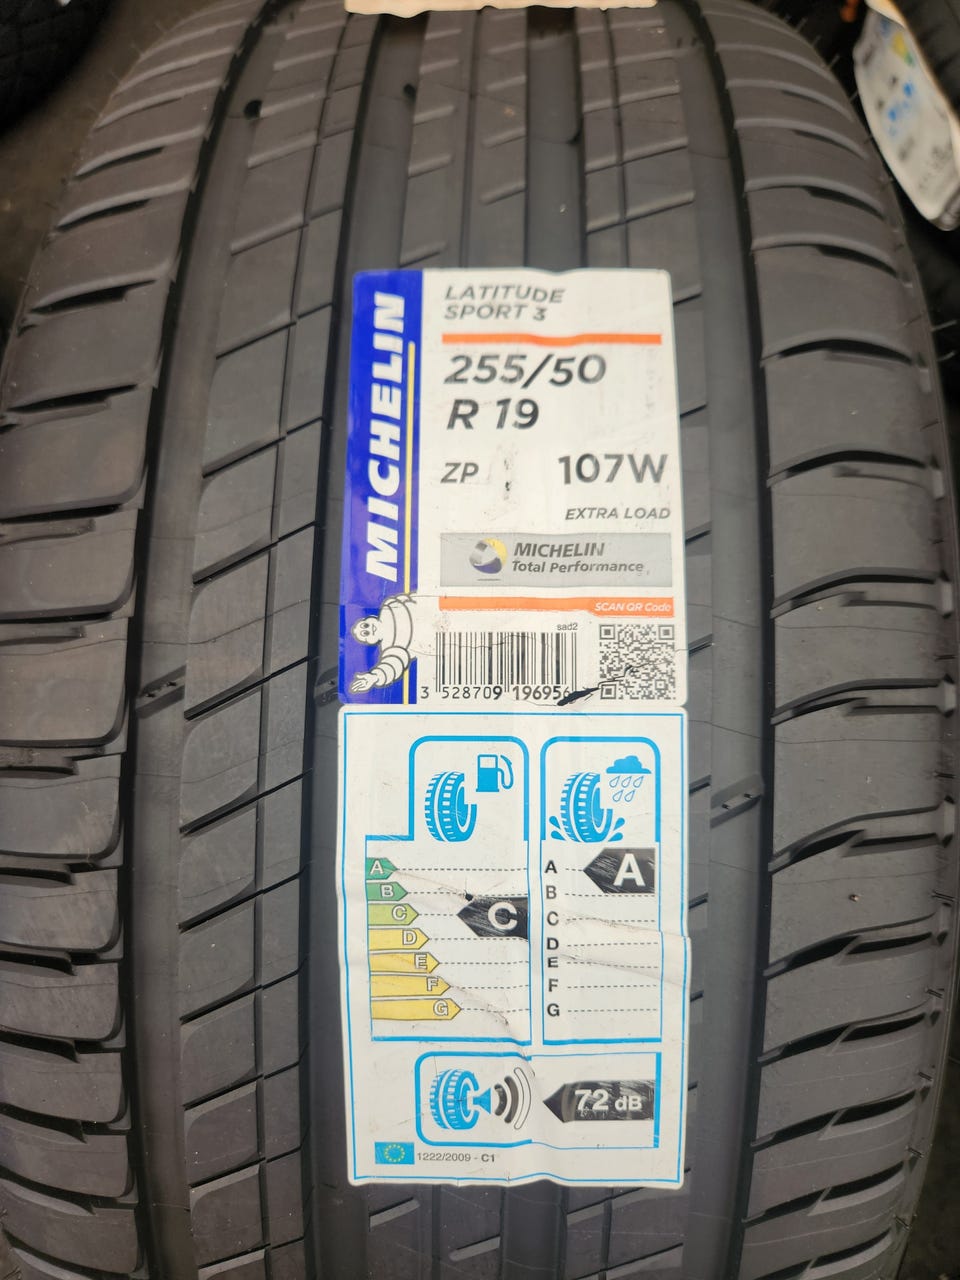 MICHELIN
LATITUDE
SPORT 3
255/50
R 19
ZP 107W
EXTRA LOAD
MICHELIN
Total Performance
SCAN QR Code
sad2
3 528709 196956
A A A
B B
C C C
D D
E E
F F
G G
72 dB
1222/2009 - C1